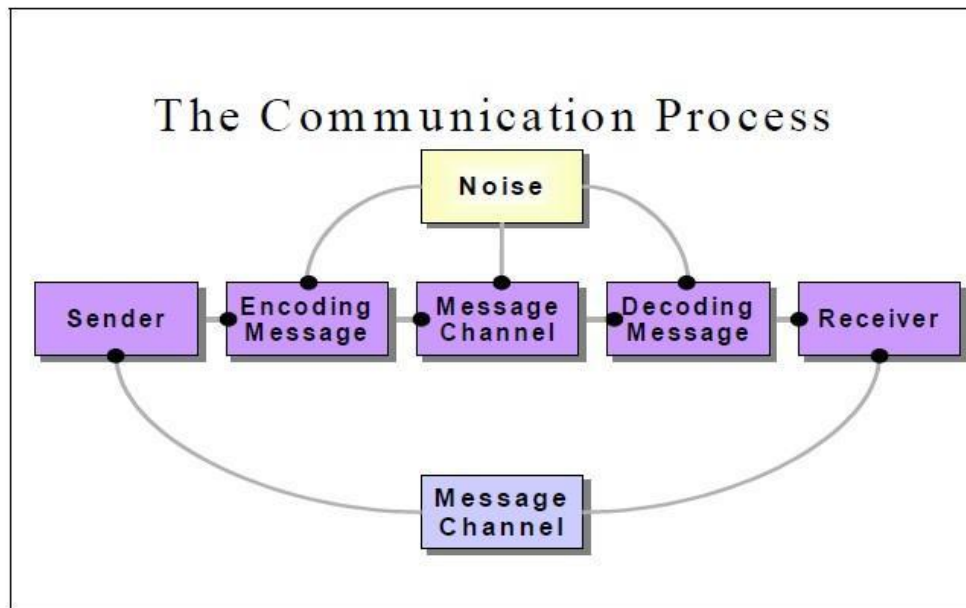 The Communication Process
Noise
Sender
Encoding
Message
Message
Channel
Decoding
Message
Receiver
Message
Channel